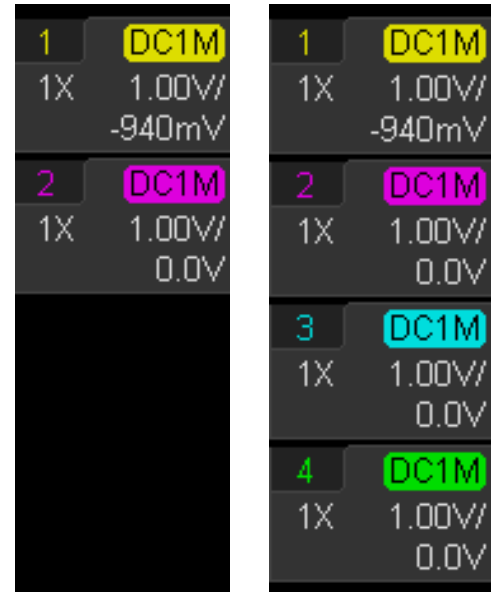 1 DC1M
1X 1.00V/
-940mV
2 DC1M
1X 1.00V/
0.0V
1 DC1M
1X 1.00V/
-940mV
2 DC1M
1X 1.00V/
0.0V
3 DC1M
1X 1.00V/
0.0V
4 DC1M
1X 1.00V/
0.0V